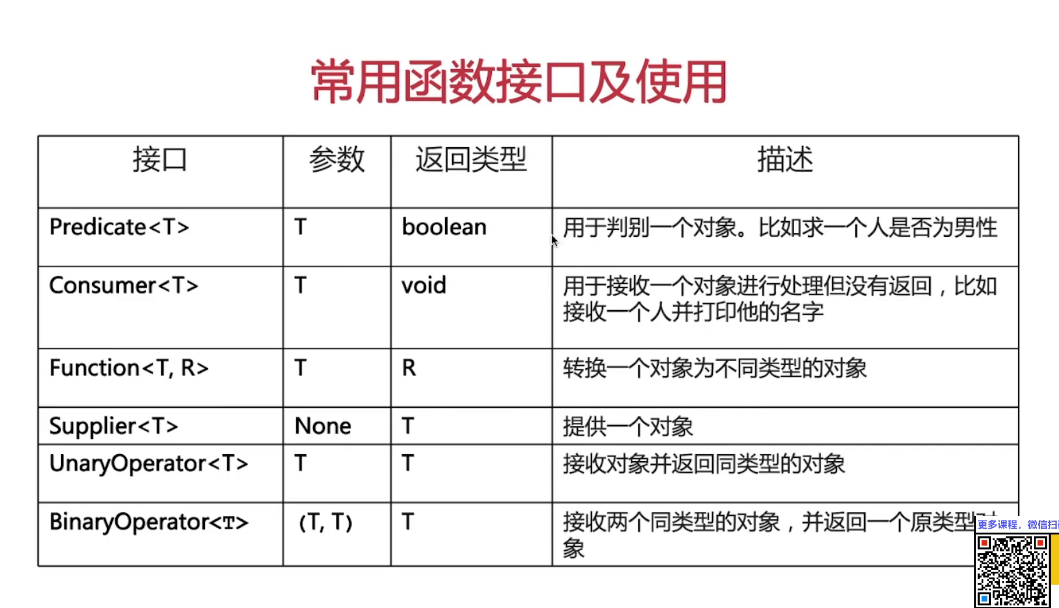 常用函数接口及使用
接口 参数 返回类型 描述
Predicate<T> T boolean 用于判别一个对象。比如求一个人是否为男性
Consumer<T> T void 用于接收一个对象进行处理但没有返回，比如
接收一个人并打印他的名字
Function<T, R> T R 转换一个对象为不同类型的对象
Supplier<T> None T 提供一个对象
UnaryOperator<T> T T 接收对象并返回同类型的对象
BinaryOperator<T> (T, T) T 接收两个同类型的对象，并返回一个原类型对
象
更多课程，微信扫